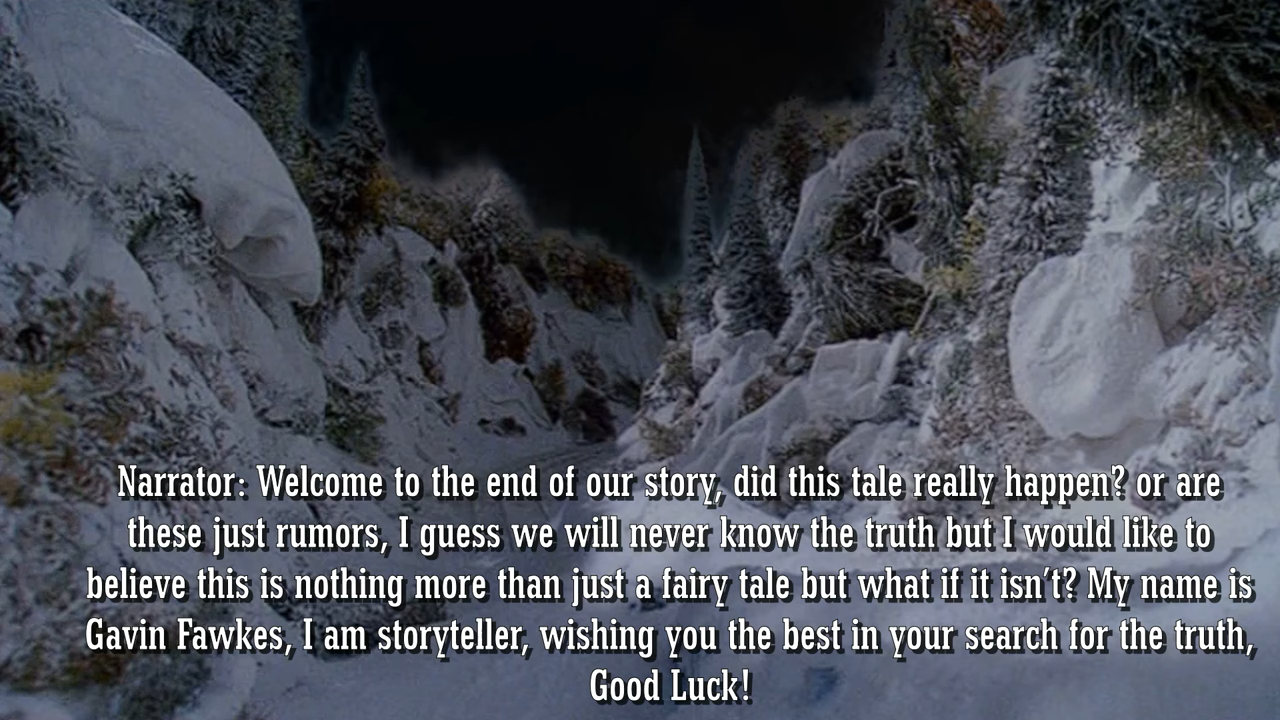 Narrator: Welcome to the end of our story, did this tale really happen? or are
these just rumors, I guess we will never know the truth but I would like to
believe this is nothing more than just a fairy tale but what if it isn't? My name is
Gavin Fawkes, I am storyteller, wishing you the best in your search for the truth,
Good Luck!